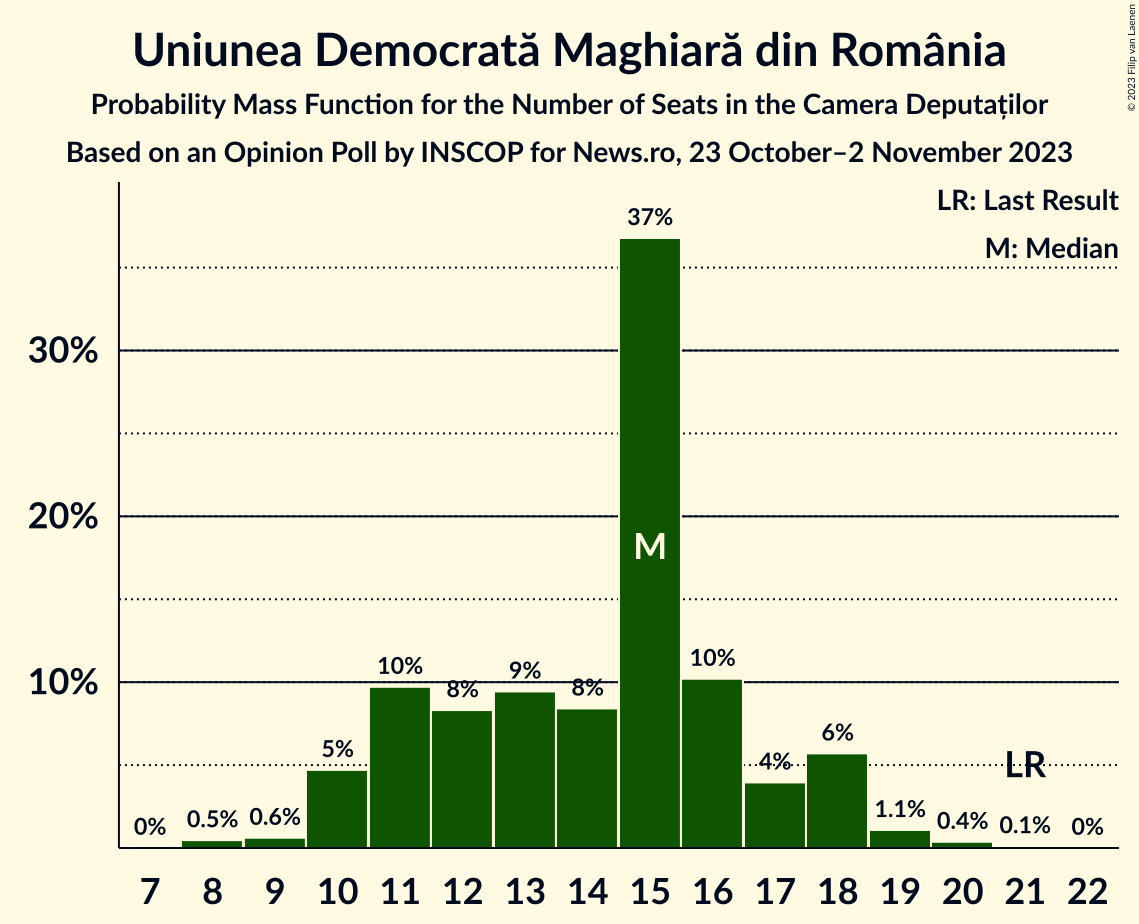 Uniunea Democrată Maghiară din România
Probability Mass Function for the Number of Seats in the Camera Deputaților
Based on an Opinion Poll by INSCOP for News.ro, 23 October–2 November 2023
© 2023 Filip van Laenen
LR: Last Result
M: Median
30%
20%
10%
0%
0.5%
0.6%
5%
10%
8%
9%
8%
37%
M
10%
4%
6%
1.1%
0.4%
LR
0.1%
0%
7 8 9 10 11 12 13 14 15 16 17 18 19 20 21 22